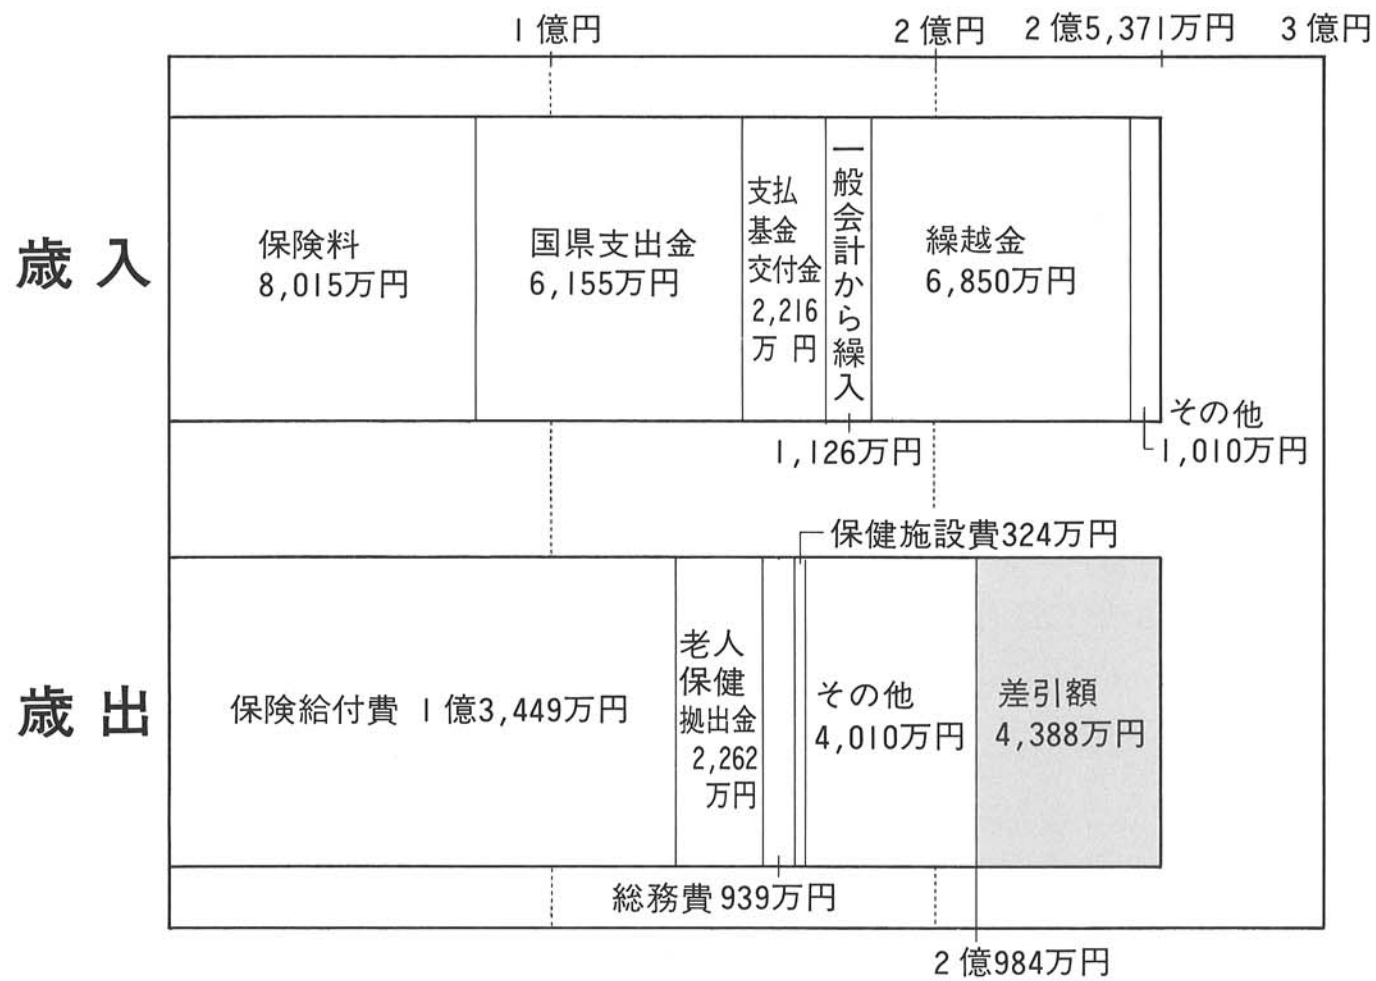 1億円
2億円
2億5,371万円
3億円
歳入
保険料
8,015万円
国県支出金
6,155万円
支払
基金
交付金
2,216
万円
一般会計から繰入
1,126万円
繰越金
6,850万円
その他
1,010万円
歳出
保険給付費 1億3,449万円
老人
保健
拠出金
2,262
万円
総務費939万円
保健施設費324万円
その他
4,010万円
差引額
4,388万円
2億984万円